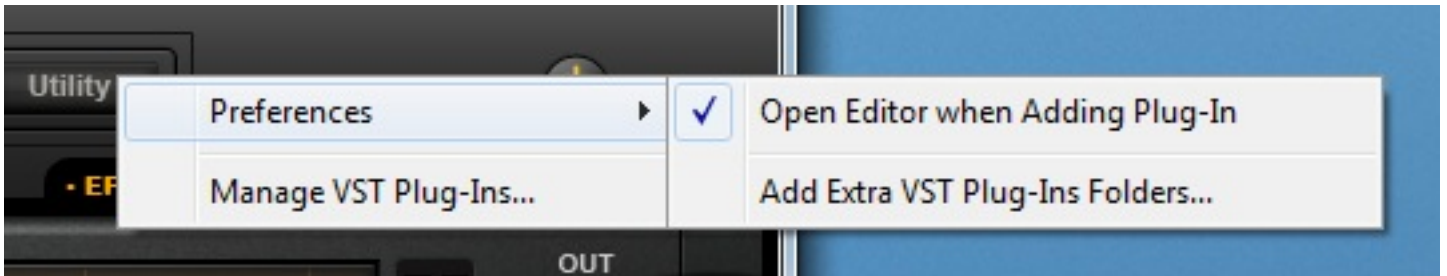 Utility
Preferences
Open Editor when Adding Plug-In
Manage VST Plug-Ins...
Add Extra VST Plug-Ins Folders...
OUT